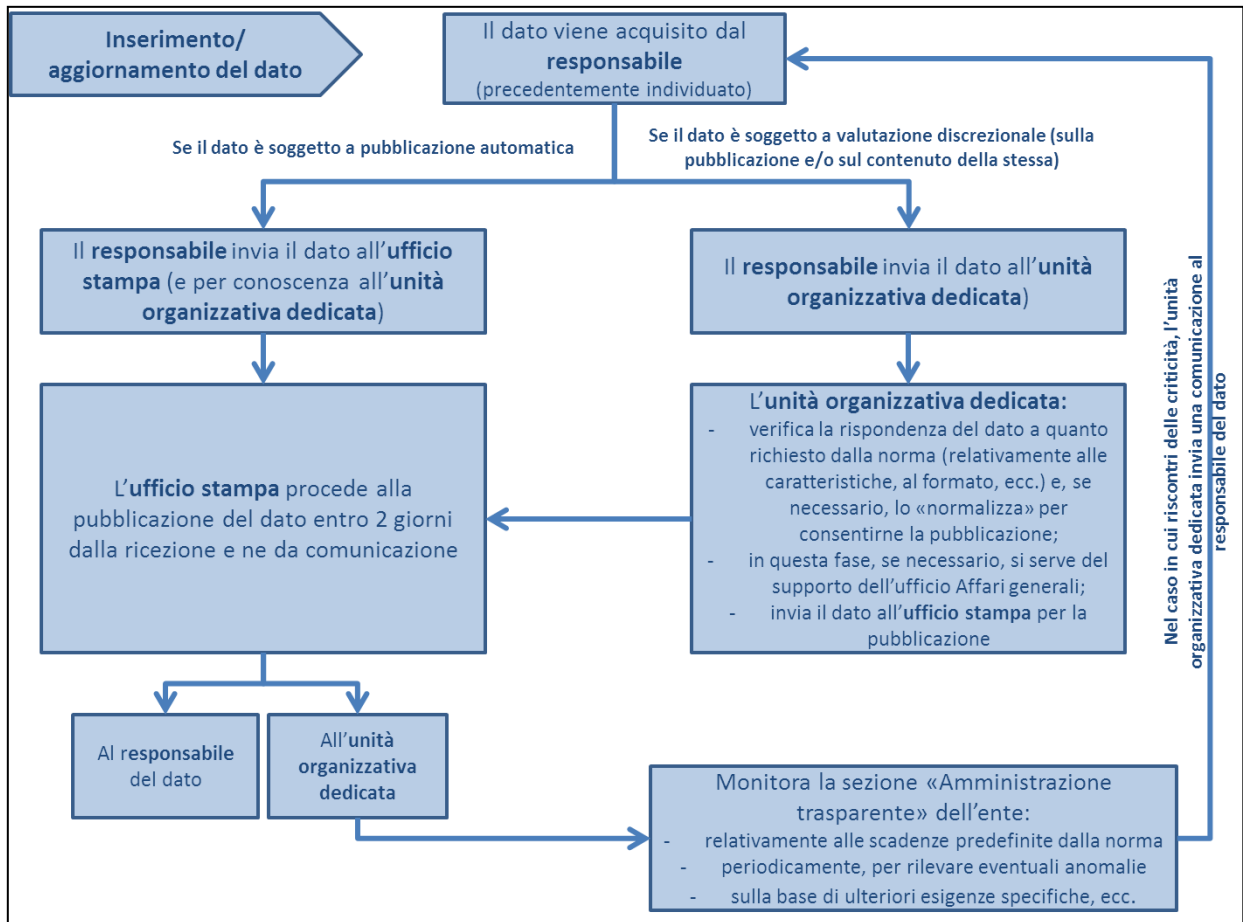 Inserimento/
aggiornamento del dato
Il dato viene acquisito dal
responsabile
(precedentemente individuato)
Se il dato è soggetto a pubblicazione automatica
Se il dato è soggetto a valutazione discrezionale (sulla
pubblicazione e/o sul contenuto della stessa)
Il responsabile invia il dato all’ufficio
stampa (e per conoscenza all’unità
organizzativa dedicata)
Il responsabile invia il dato all’unità
organizzativa dedicata)
L’ufficio stampa procede alla
pubblicazione del dato entro 2 giorni
dalla ricezione e ne da comunicazione
L’unità organizzativa dedicata:
- verifica la rispondenza del dato a quanto
richiesto dalla norma (relativamente alle
caratteristiche, al formato, ecc.) e, se
necessario, lo «normalizza» per
consentirne la pubblicazione;
- in questa fase, se necessario, si serve del
supporto dell’ufficio Affari generali;
- invia il dato all’ufficio stampa per la
pubblicazione
Al responsabile
del dato
All’unità
organizzativa
dedicata
Monitora la sezione «Amministrazione
trasparente» dell’ente:
- relativamente alle scadenze predefinite dalla norma
- periodicamente, per rilevare eventuali anomalie
- sulla base di ulteriori esigenze specifiche, ecc.
Nel caso in cui riscontri delle criticità, l’unità
organizzativa dedicata invia una comunicazione al
responsabile del dato